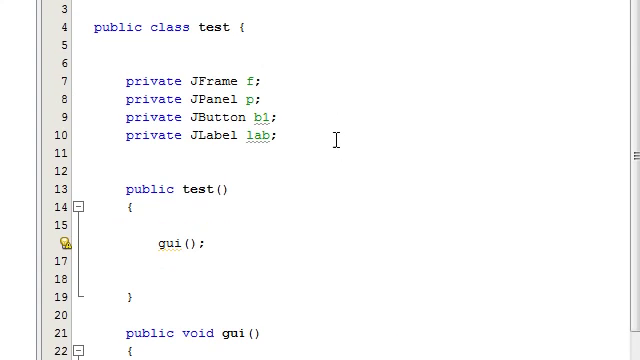 3
4 public class test {
5
6
7 private JFrame f;
8 private JPanel p;
9 private JButton b1;
10 private JLabel lab;
11
12
13 public test()
14 {
15
gui();
17
18
19 }
20
21 public void gui()
22 {